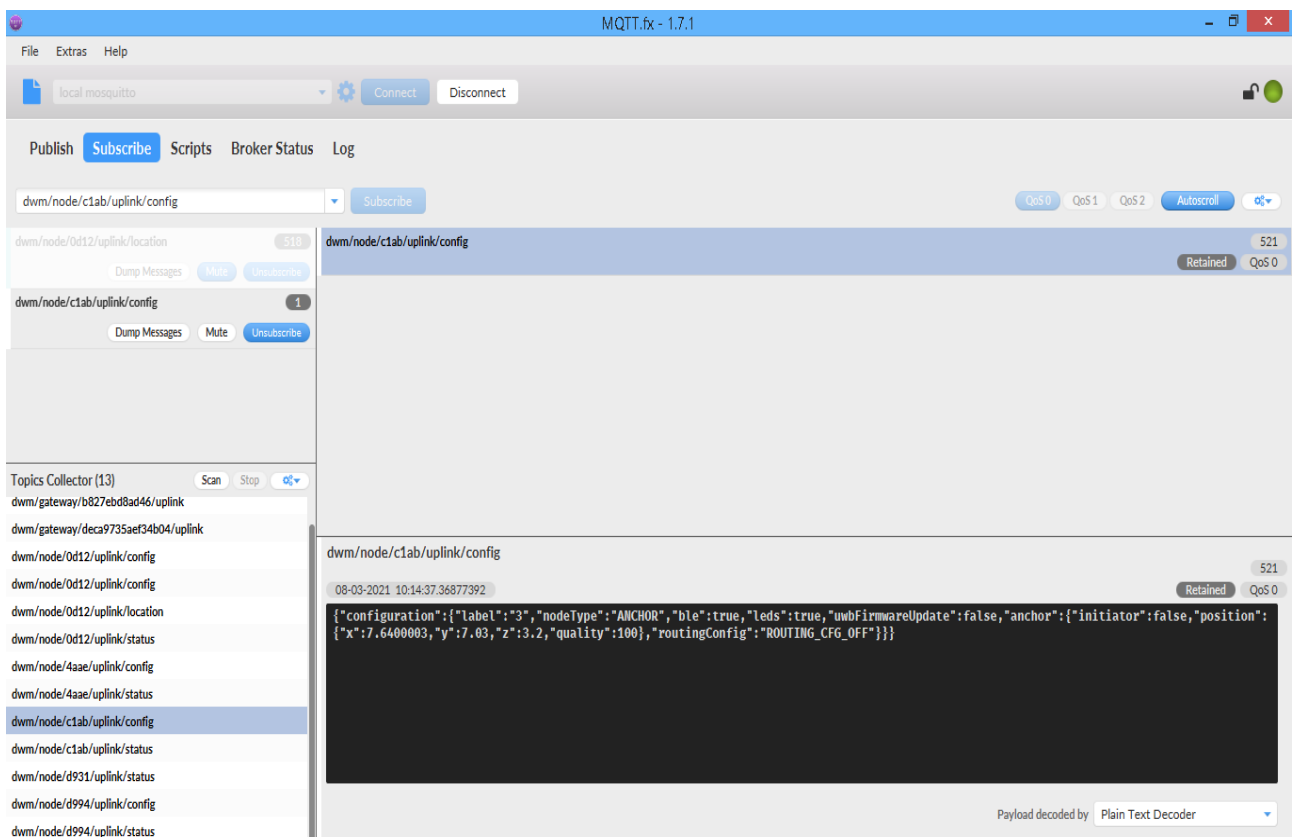 MQTT.fx - 1.7.1
File Extras Help
local mosquitto Connect Disconnect
Publish Subscribe Scripts Broker Status Log
dwm/node/c1ab/uplink/config Subscribe QoS 0 QoS 1 QoS 2 Autoscroll
dwm/node/0d12/uplink/location 518
Dump Messages Mute Unsubscribe
dwm/node/c1ab/uplink/config 1
Dump Messages Mute Unsubscribe
dwm/node/c1ab/uplink/config 521
Retained QoS 0
Topics Collector (13) Scan Stop
dwm/gateway/b827ebd8ad46/uplink
dwm/gateway/deca9735aef34b04/uplink
dwm/node/0d12/uplink/config
dwm/node/0d12/uplink/config
dwm/node/0d12/uplink/location
dwm/node/0d12/uplink/status
dwm/node/4aae/uplink/config
dwm/node/4aae/uplink/status
dwm/node/c1ab/uplink/config
dwm/node/c1ab/uplink/status
dwm/node/d931/uplink/status
dwm/node/d994/uplink/config
dwm/node/d994/uplink/status
dwm/node/c1ab/uplink/config
521
08-03-2021 10:14:37.36877392 Retained QoS 0
{"configuration":{"label":"3","nodeType":"ANCHOR","ble":true,"leds":true,"uwbFirmwareUpdate":false,"anchor":{"initiator":false,"position":
{"x":7.6400003,"y":7.03,"z":3.2,"quality":100},"routingConfig":"ROUTING_CFG_OFF"}}}
Payload decoded by Plain Text Decoder